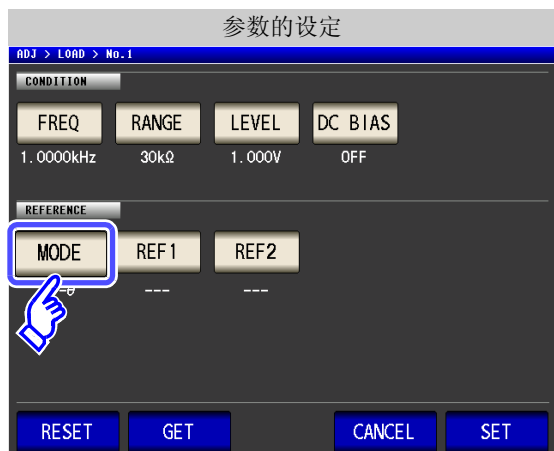 参数的设定
ADJ > LOAD > No.1
CONDITION
FREQ RANGE LEVEL DC BIAS
1.0000kHz 30kΩ 1.000V OFF
REFERENCE
MODE REF1 REF2
--- ---
RESET GET CANCEL SET